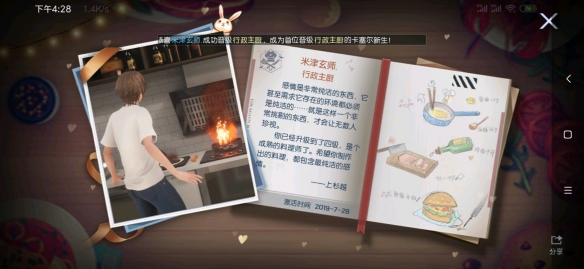 下午4:28
1.4K/s
米津玄师 成功晋级 行政主厨，成为首位晋级 行政主厨 的卡塞尔新生！
米津玄师
行政主厨
感情是非常纯洁的东西，它
甚至需求它存在的环境都必须
是纯洁的……就是这样一个非
常挑剔的东西，才会让无数人
珍视。
你已经升级到了四级，是个
成熟的料理师了。希望你制作
出的料理，都包含最纯洁的感
情。
——上杉越
激活时间 2019-7-28
分享